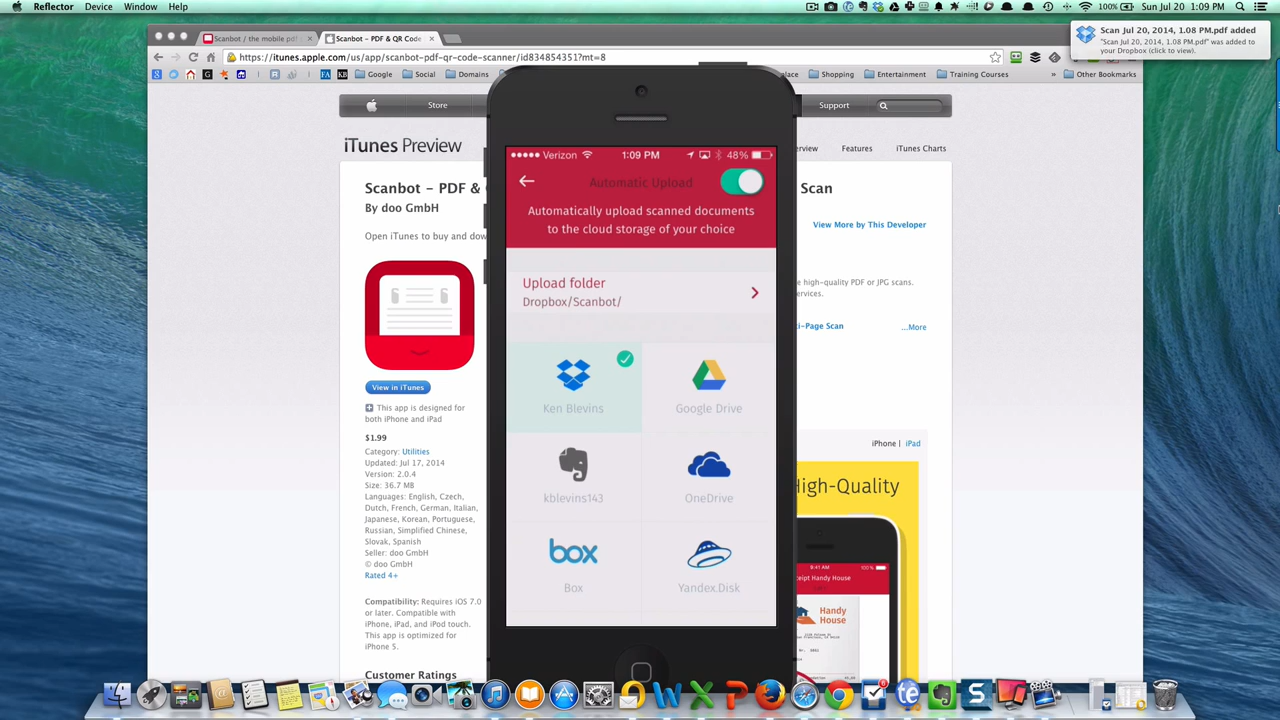 Reflector Device Window Help
100% Sun Jul 20 1:09 PM
Scan Jul 20, 2014, 1.08 PM.pdf added
"Scan Jul 20, 2014, 1.08 PM.pdf" was added to
your Dropbox (click to view).
Scanbot / the mobile pdf
Scanbot – PDF & QR Code
https://itunes.apple.com/us/app/scanbot-pdf-qr-code-scanner/id834854351?mt=8
Google Social Domains Shopping Entertainment Training Courses » Other Bookmarks
Store Support
iTunes Preview
Features iTunes Charts
Scanbot – PDF & Scan
By doo GmbH
View More by This Developer
Open iTunes to buy and dow
e high-quality PDF or JPG scans.
ervices.
ti-Page Scan ...More
View in iTunes
This app is designed for
both iPhone and iPad
$1.99
Category: Utilities
Updated: Jul 17, 2014
Version: 2.0.4
Size: 36.7 MB
Languages: English, Czech,
Dutch, French, German, Italian,
Japanese, Korean, Portuguese,
Russian, Simplified Chinese,
Slovak, Spanish
Seller: doo GmbH
© doo GmbH
Rated 4+
Compatibility: Requires iOS 7.0
or later. Compatible with
iPhone, iPad, and iPod touch.
This app is optimized for
iPhone 5.
Customer Ratings
Verizon 1:09 PM 48%
Automatic Upload
Automatically upload scanned documents
to the cloud storage of your choice
Upload folder
Dropbox/Scanbot/
Ken Blevins
Google Drive
kblevins143
OneDrive
box
Box
Yandex.Disk
iPhone | iPad
High-Quality
8:41 AM 100%
eipt Handy House
Handy
House